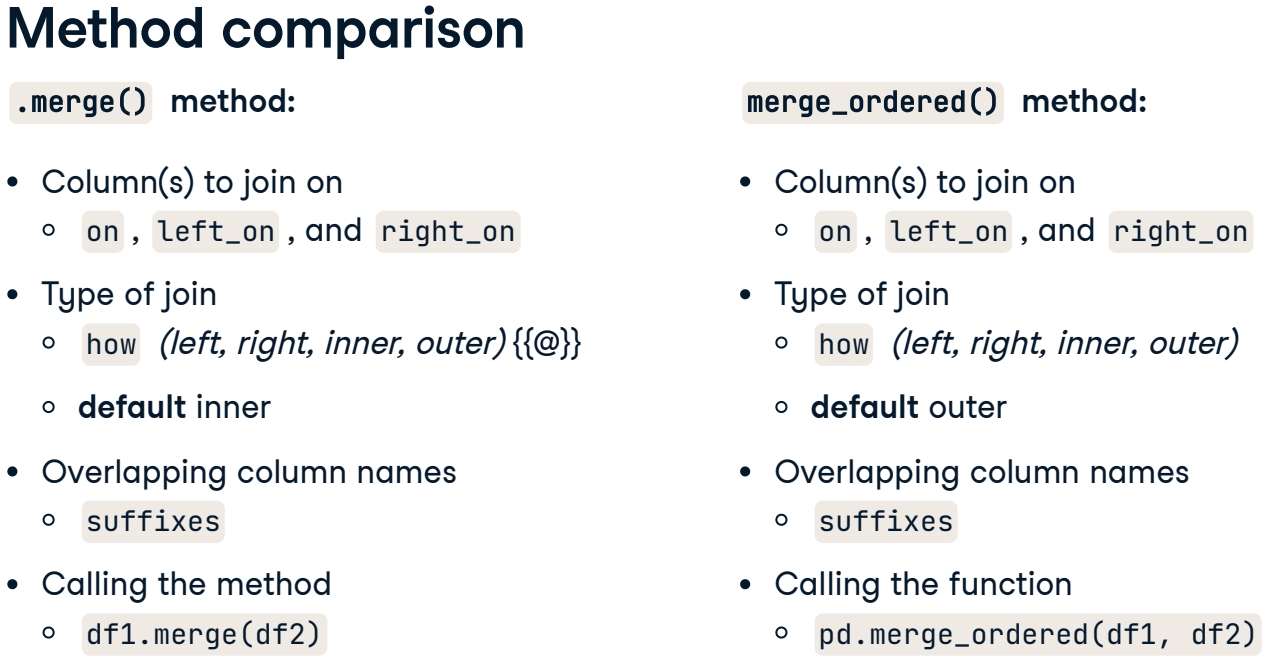 Method comparison
.merge() method:
• Column(s) to join on
○ on , left_on , and right_on
• Type of join
○ how (left, right, inner, outer) {{@}}
○ default inner
• Overlapping column names
○ suffixes
• Calling the method
○ df1.merge(df2)
merge_ordered() method:
• Column(s) to join on
○ on , left_on , and right_on
• Type of join
○ how (left, right, inner, outer)
○ default outer
• Overlapping column names
○ suffixes
• Calling the function
○ pd.merge_ordered(df1, df2)